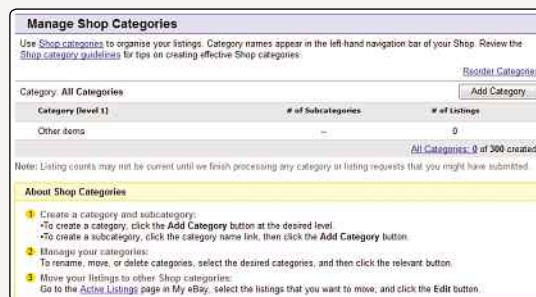 Manage Shop Categories
Use Shop categories to organise your listings. Category names appear in the left-hand navigation bar of your Shop. Review the
Shop category guidelines for tips on creating effective Shop categories.
Reorder Categories
Category: All Categories
Add Category
Category (level 1) # of Subcategories # of Listings
Other items -- 0
All Categories: 0 of 300 created
Note: Listing counts may not be current until we finish processing any category or listing requests that you might have submitted.
About Shop Categories
1 Create a category and subcategory:
•To create a category, click the Add Category button at the desired level.
•To create a subcategory, click the category name link, then click the Add Category button.
2 Manage your categories:
To rename, move, or delete categories, select the desired categories, and then click the relevant button.
3 Move your listings to other Shop categories:
Go to the Active Listings page in My eBay, select the listings that you want to move, and click the Edit button.